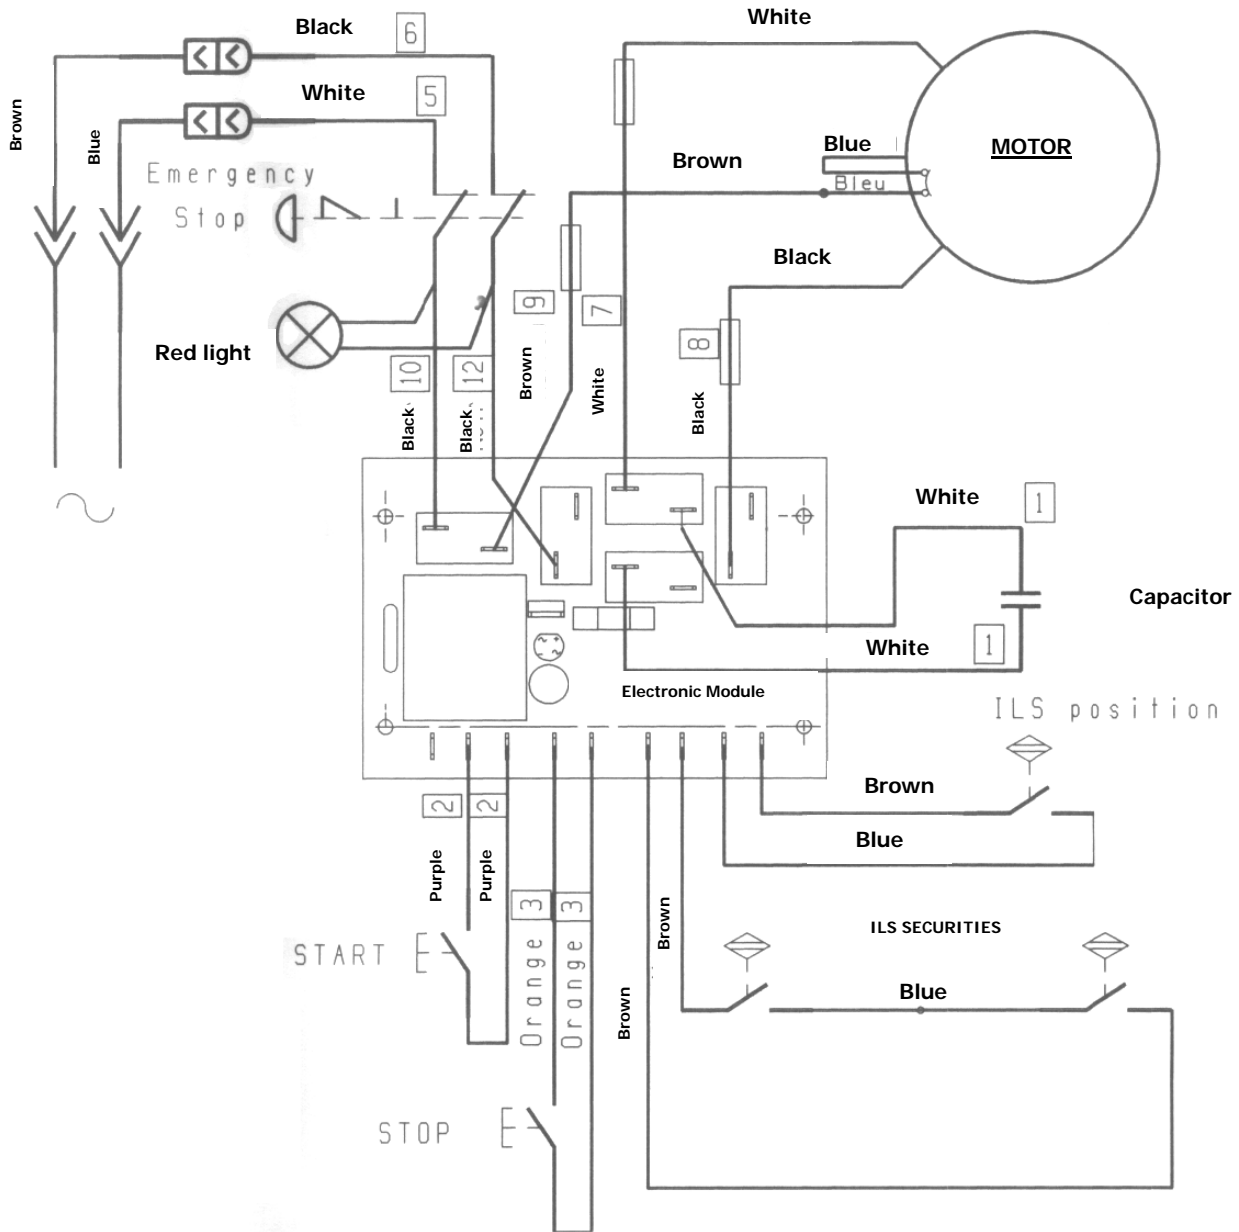 Black
6
White
White
5
Brown
Blue
Emergency
Stop
Blue
Bleu
MOTOR
Brown
Black
9
7
8
Red light
10
12
Brown
White
Black
Black
Black
White
1
Capacitor
White
1
Electronic Module
ILS position
Brown
Blue
2
2
Purple
Purple
3
3
Orange
Orange
Brown
Brown
ILS SECURITIES
START
Blue
STOP